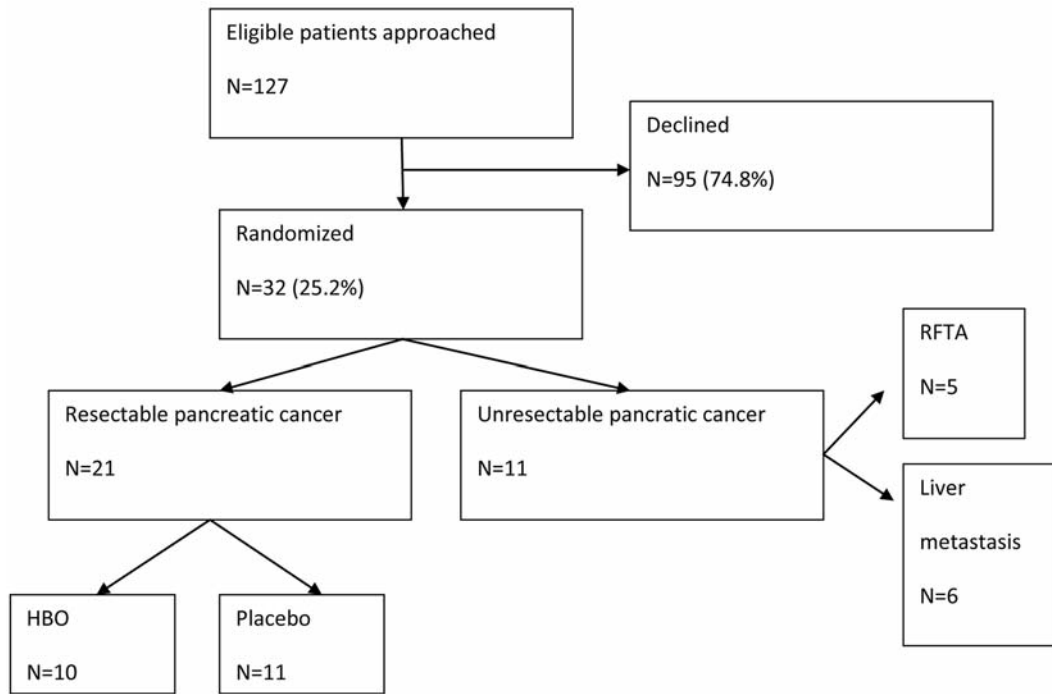 Eligible patients approached
N=127
Declined
N=95 (74.8%)
Randomized
N=32 (25.2%)
RFTA
N=5
Resectable pancreatic cancer
N=21
Unresectable pancratic cancer
N=11
Liver
metastasis
N=6
HBO
N=10
Placebo
N=11